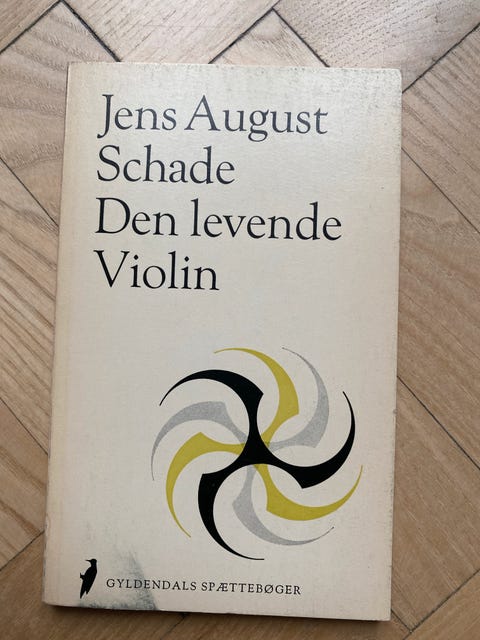 Jens August
Schade
Den levende
Violin
GYLDENDALS SPÆTTEBØGER